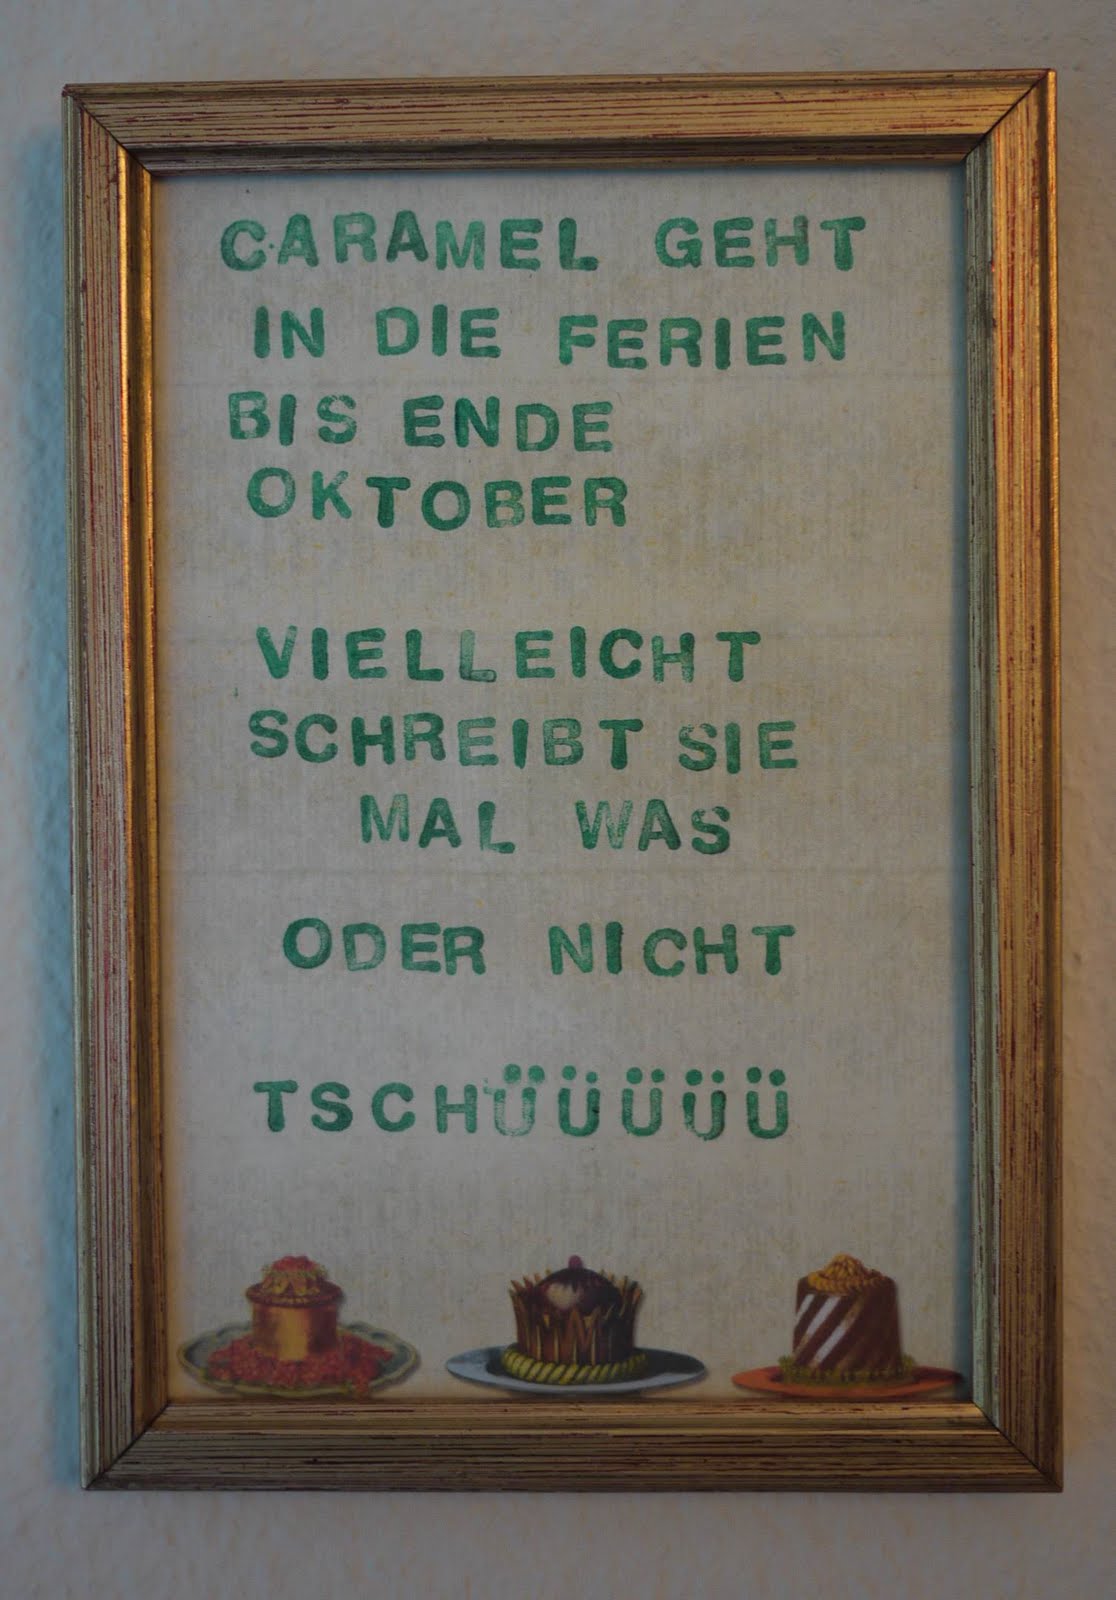 CARAMEL GEHT
IN DIE FERIEN
BIS ENDE
OKTOBER
VIELLEICHT
SCHREIBT SIE
MAL WAS
ODER NICHT
TSCHÜÜÜÜÜ